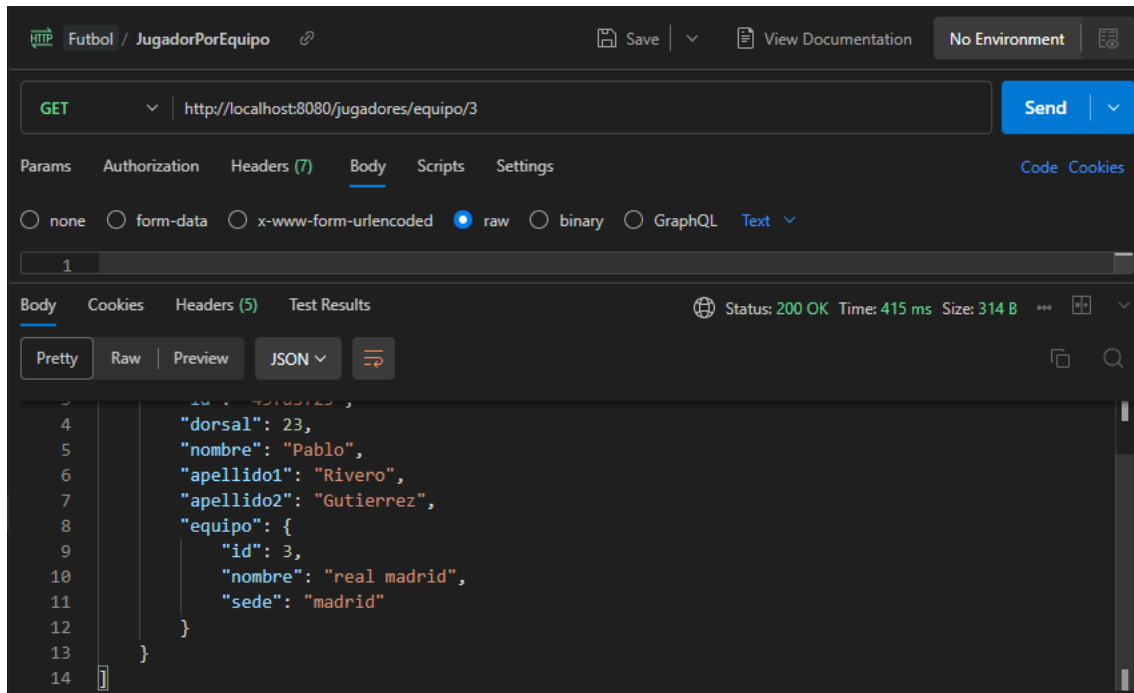 HTTP Futbol / JugadorPorEquipo Save View Documentation No Environment
GET http://localhost:8080/jugadores/equipo/3 Send
Params Authorization Headers (7) Body Scripts Settings Code Cookies
none form-data x-www-form-urlencoded raw binary GraphQL Text
1
Body Cookies Headers (5) Test Results Status: 200 OK Time: 415 ms Size: 314 B
Pretty Raw Preview JSON
4 "dorsal": 23,
5 "nombre": "Pablo",
6 "apellido1": "Rivero",
7 "apellido2": "Gutierrez",
8 "equipo": {
9 "id": 3,
10 "nombre": "real madrid",
11 "sede": "madrid"
12 }
13 }
14 ]